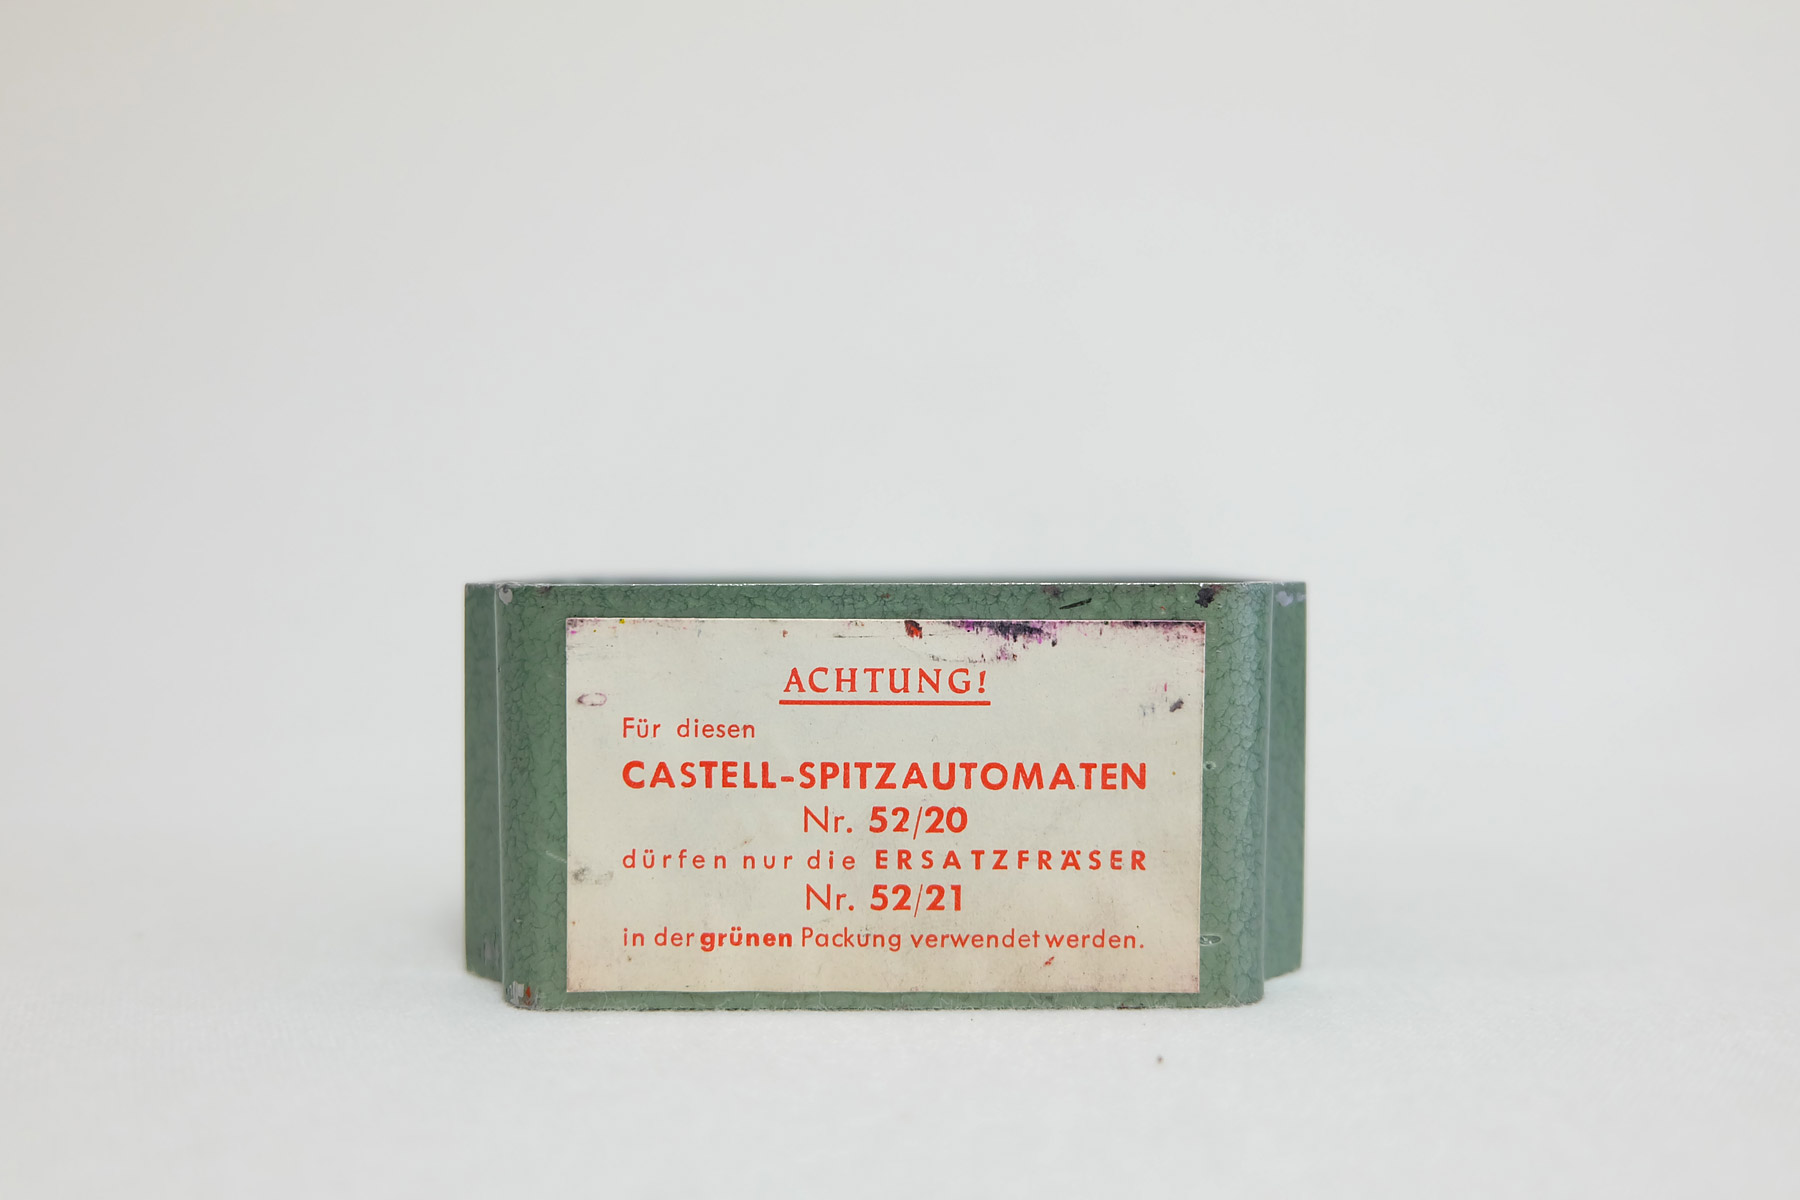 ACHTUNG!
Für diesen
CASTELL-SPITZAUTOMATEN
Nr. 52/20
dürfen nur die ERSATZFRÄSER
Nr. 52/21
in der grünen Packung verwendet werden.